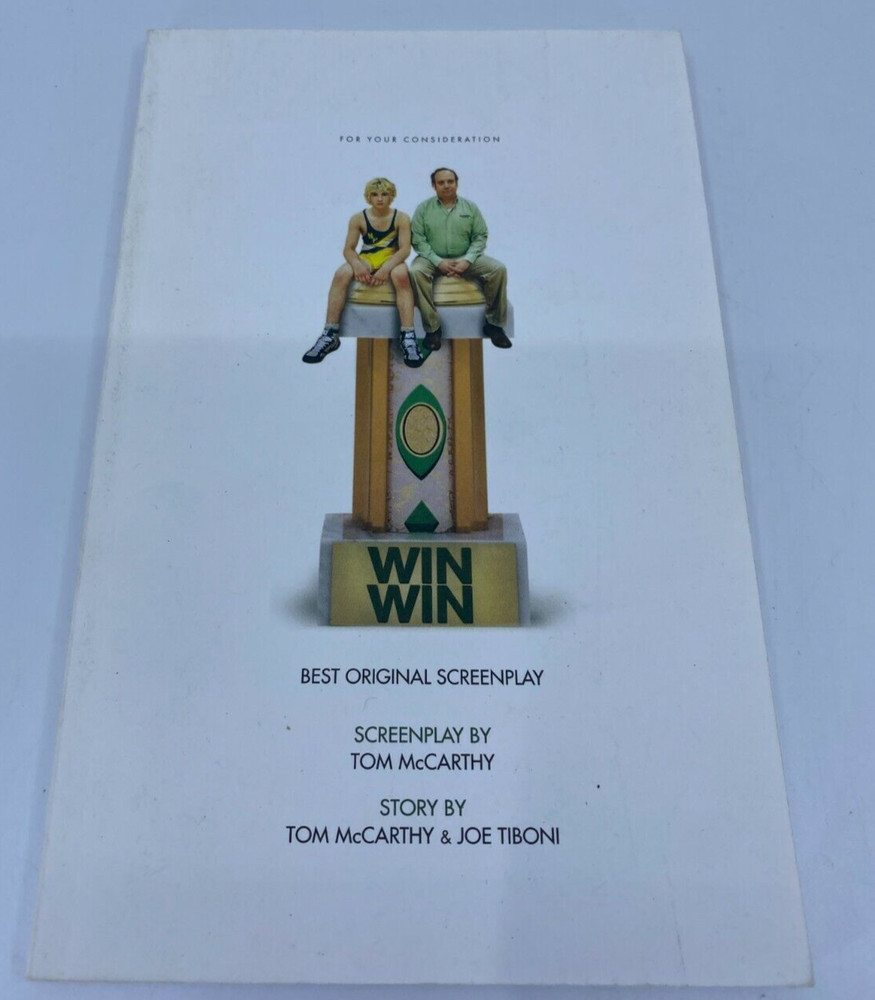 FOR YOUR CONSIDERATION
WIN
WIN
BEST ORIGINAL SCREENPLAY
SCREENPLAY BY
TOM McCARTHY
STORY BY
TOM McCARTHY & JOE TIBONI